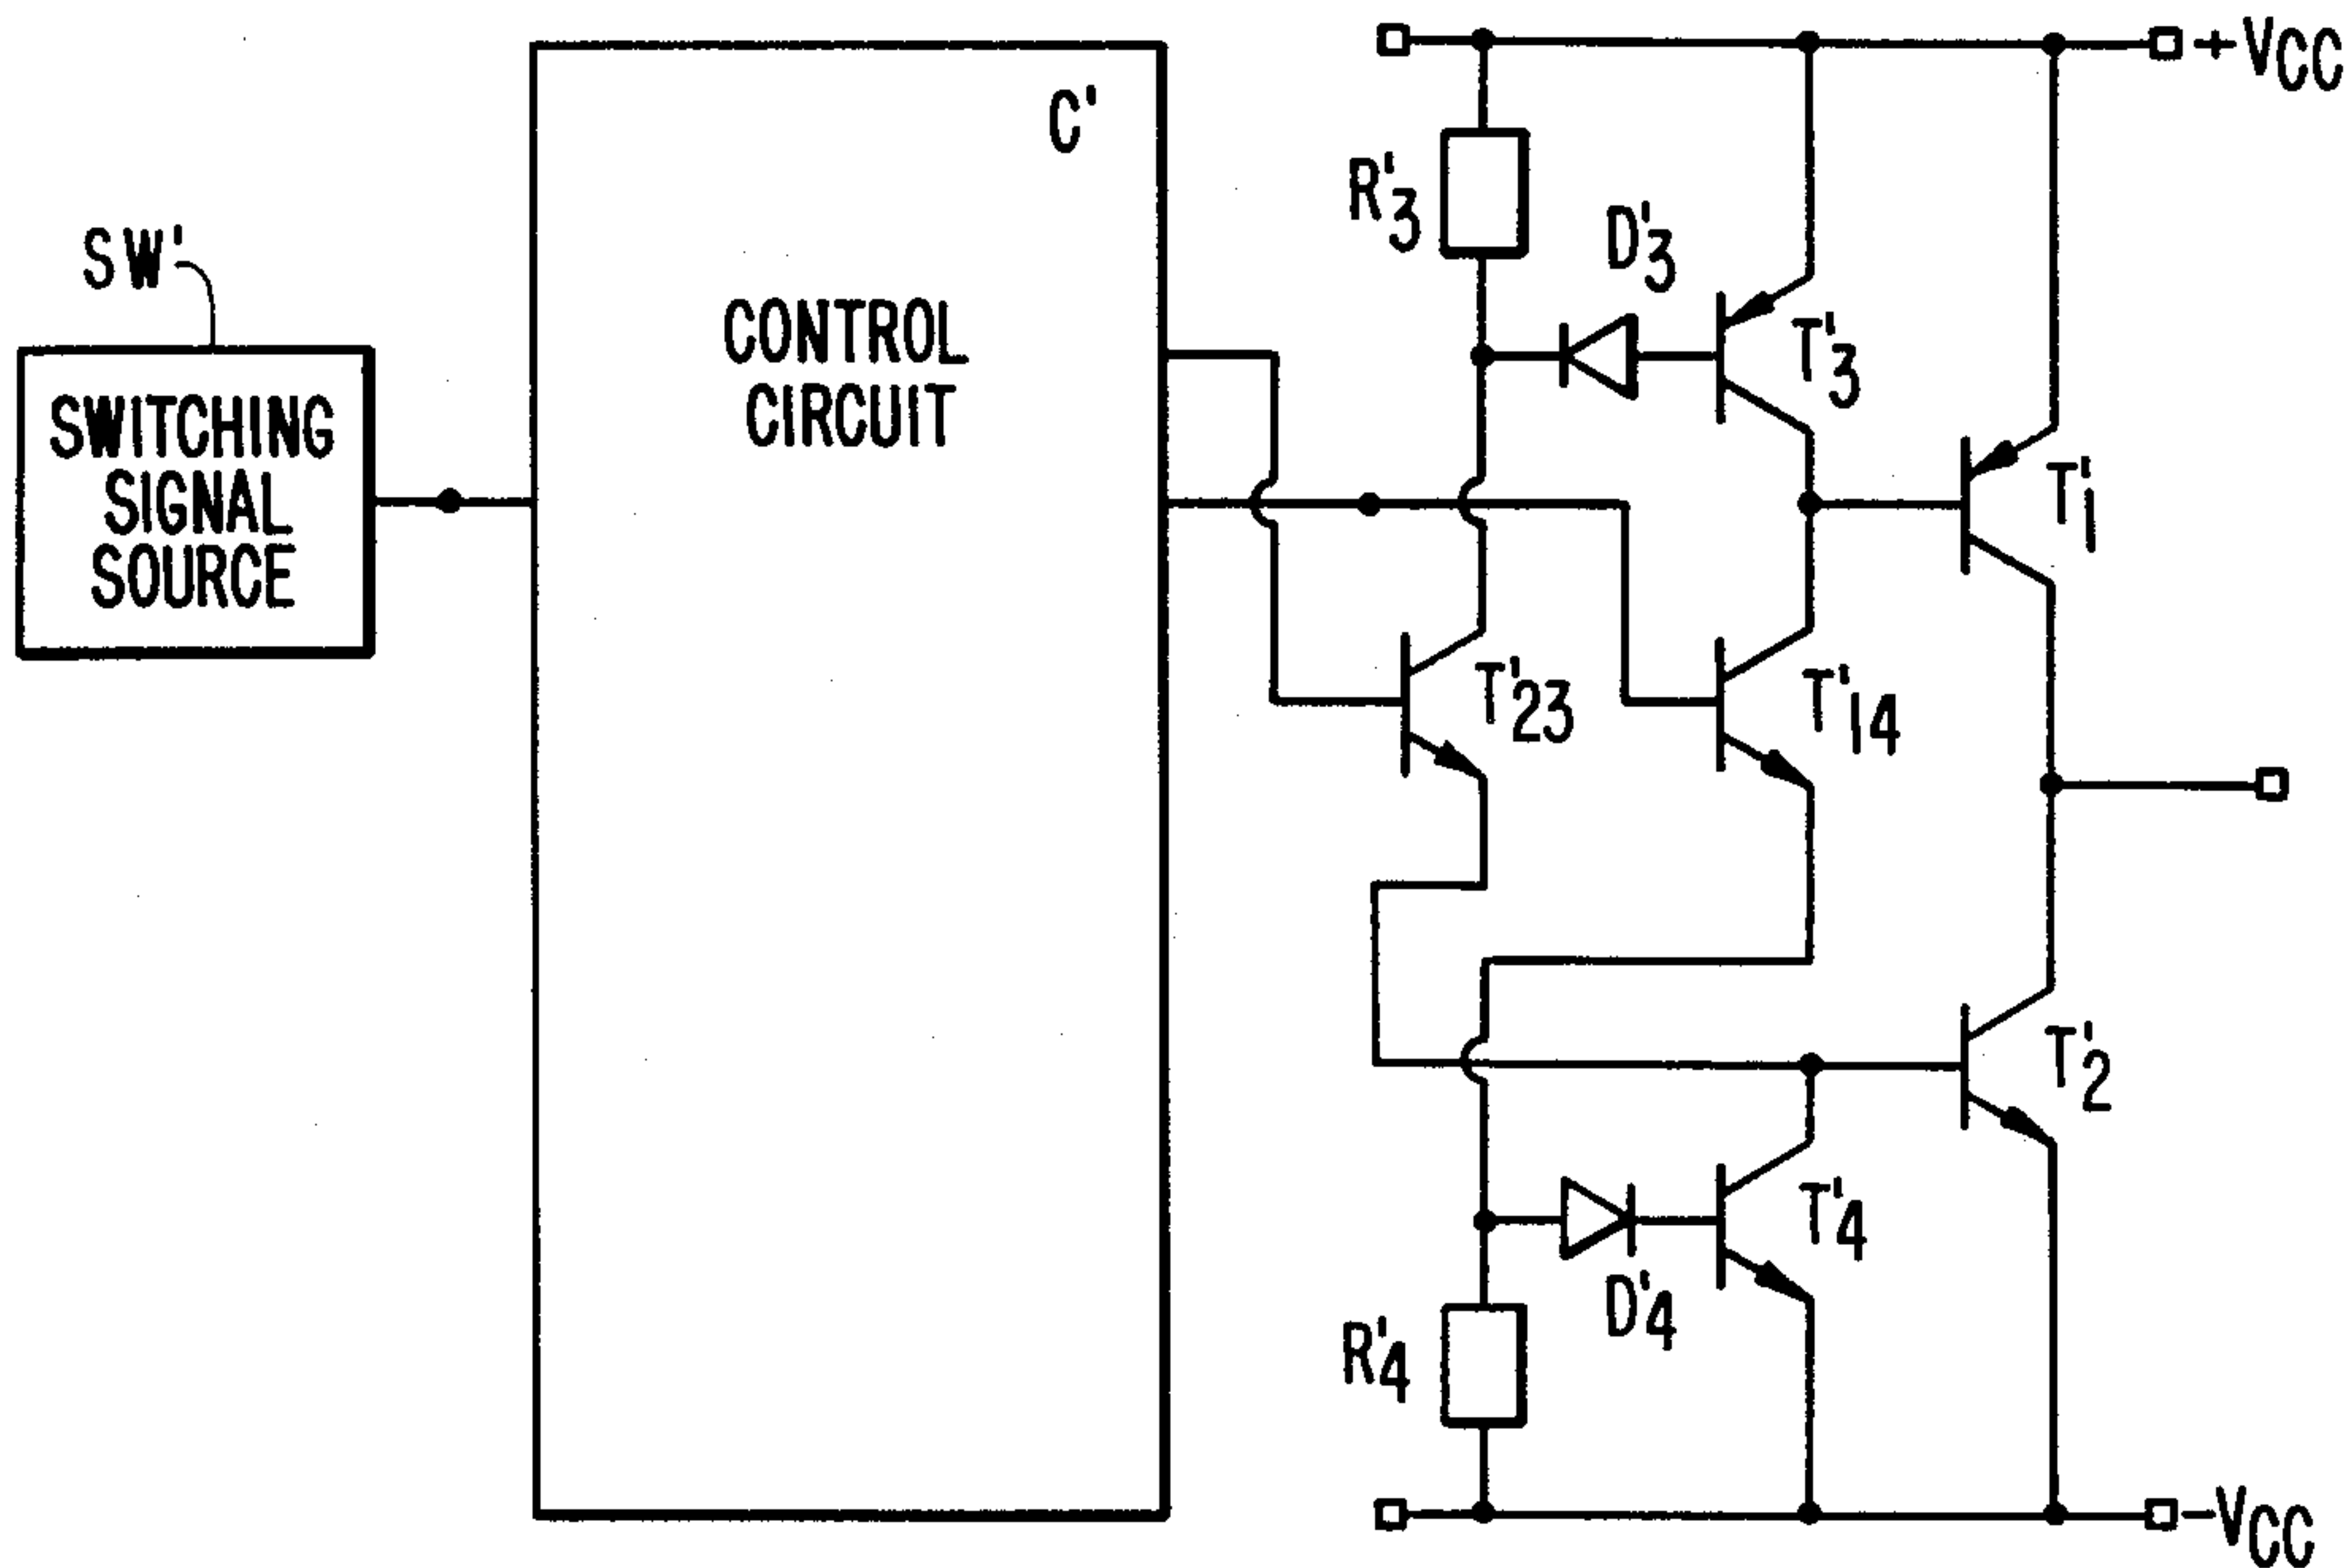 +VCC
C'
R'3
D'3
SW'
CONTROL
CIRCUIT
T'3
SWITCHING
SIGNAL
SOURCE
T'1
T'23
T'14
T'2
T'4
D'4
R'4
-VCC